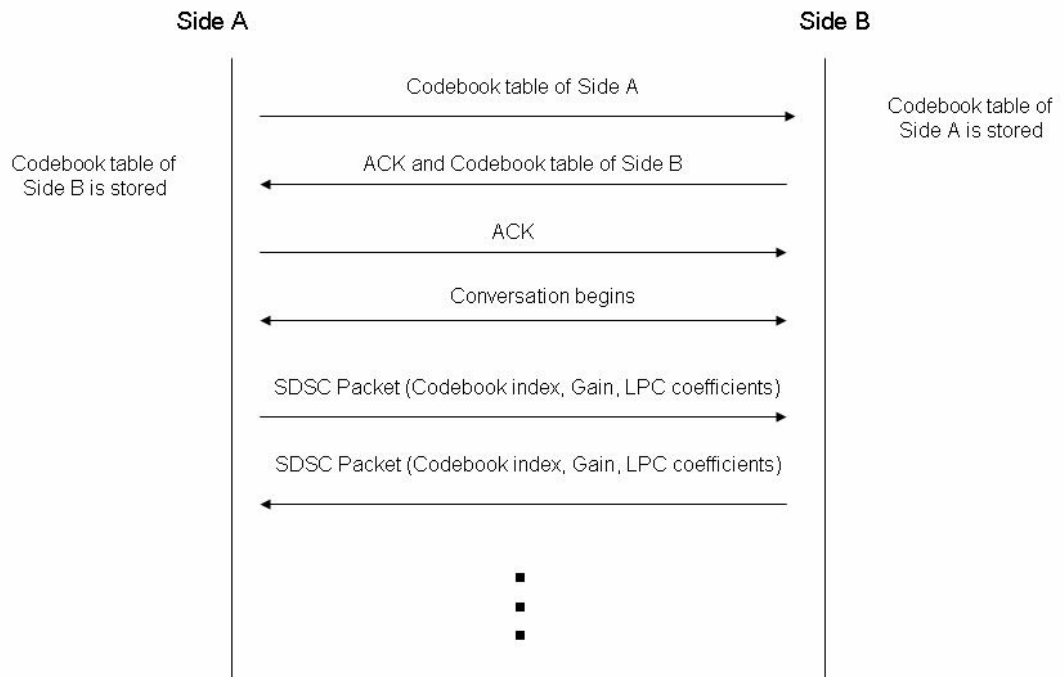 Side A
Side B
Codebook table of Side A
Codebook table of
Side A is stored
Codebook table of
Side B is stored
ACK and Codebook table of Side B
ACK
Conversation begins
SDSC Packet (Codebook index, Gain, LPC coefficients)
SDSC Packet (Codebook index, Gain, LPC coefficients)